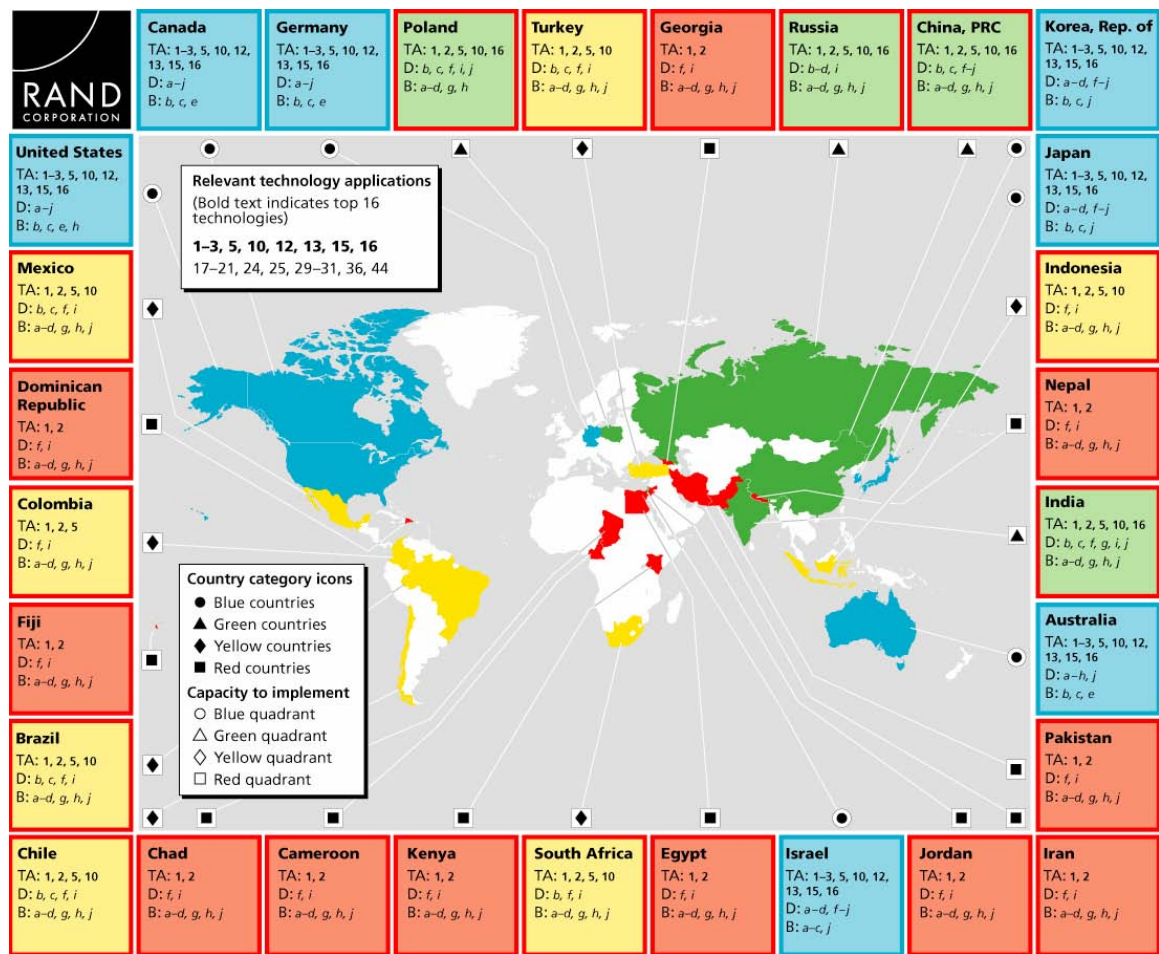 RAND
CORPORATION
Canada
TA: 1–3, 5, 10, 12,
13, 15, 16
D: a–j
B: b, c, e
Germany
TA: 1–3, 5, 10, 12,
13, 15, 16
D: a–j
B: b, c, e
Poland
TA: 1, 2, 5, 10, 16
D: b, c, f, i, j
B: a–d, g, h
Turkey
TA: 1, 2, 5, 10
D: b, c, f, i
B: a–d, g, h, j
Georgia
TA: 1, 2
D: f, i
B: a–d, g, h, j
Russia
TA: 1, 2, 5, 10, 16
D: b–d, i
B: a–d, g, h, j
China, PRC
TA: 1, 2, 5, 10, 16
D: b, c, f–j
B: a–d, g, h, j
Korea, Rep. of
TA: 1–3, 5, 10, 12,
13, 15, 16
D: a–d, f–j
B: b, c, j
United States
TA: 1–3, 5, 10, 12,
13, 15, 16
D: a–j
B: b, c, e, h
Mexico
TA: 1, 2, 5, 10
D: b, c, f, i
B: a–d, g, h, j
Dominican
Republic
TA: 1, 2
D: f, i
B: a–d, g, h, j
Colombia
TA: 1, 2, 5
D: f, i
B: a–d, g, h, j
Fiji
TA: 1, 2
D: f, i
B: a–d, g, h, j
Brazil
TA: 1, 2, 5, 10
D: b, c, f, i
B: a–d, g, h, j
Relevant technology applications
(Bold text indicates top 16
technologies)
1–3, 5, 10, 12, 13, 15, 16
17–21, 24, 25, 29–31, 36, 44
Country category icons
Blue countries
Green countries
Yellow countries
Red countries
Capacity to implement
Blue quadrant
Green quadrant
Yellow quadrant
Red quadrant
Japan
TA: 1–3, 5, 10, 12,
13, 15, 16
D: a–d, f–j
B: b, c, j
Indonesia
TA: 1, 2, 5, 10
D: f, i
B: a–d, g, h, j
Nepal
TA: 1, 2
D: f, i
B: a–d, g, h, j
India
TA: 1, 2, 5, 10, 16
D: b, c, f, g, i, j
B: a–d, g, h, j
Australia
TA: 1–3, 5, 10, 12,
13, 15, 16
D: a–h, j
B: b, c, e
Pakistan
TA: 1, 2
D: f, i
B: a–d, g, h, j
Chile
TA: 1, 2, 5, 10
D: b, c, f, i
B: a–d, g, h, j
Chad
TA: 1, 2
D: f, i
B: a–d, g, h, j
Cameroon
TA: 1, 2
D: f, i
B: a–d, g, h, j
Kenya
TA: 1, 2
D: f, i
B: a–d, g, h, j
South Africa
TA: 1, 2, 5, 10
D: b, f, i
B: a–d, g, h, j
Egypt
TA: 1, 2
D: f, i
B: a–d, g, h, j
Israel
TA: 1–3, 5, 10, 12,
13, 15, 16
D: a–d, f–j
B: a–c, j
Jordan
TA: 1, 2
D: f, i
B: a–d, g, h, j
Iran
TA: 1, 2
D: f, i
B: a–d, g, h, j